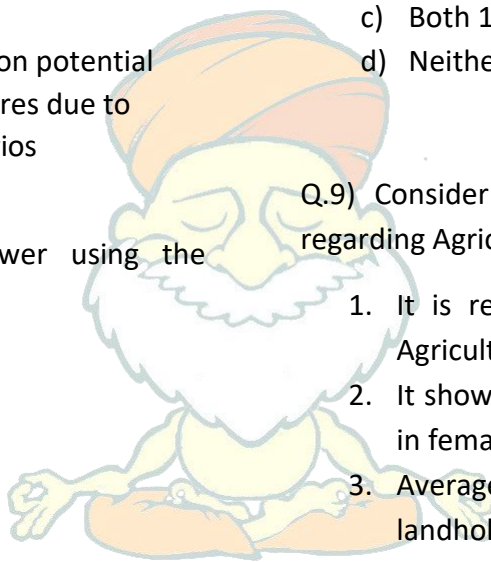 on potential
res due to
ios
wer using the
c) Both 1
d) Neithe
Q.9) Consider
regarding Agric
1. It is re
Agricult
2. It show
in fema
3. Average
landhol